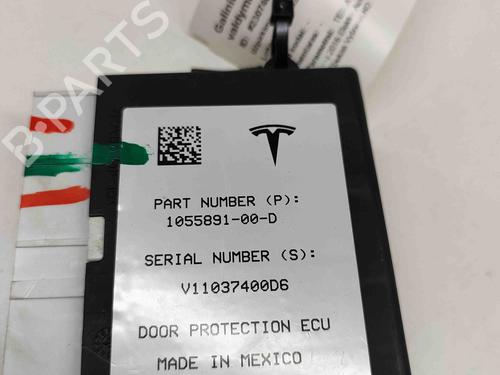 B-PARTS
PART NUMBER (P):
1055891-00-D
SERIAL NUMBER (S):
V11037400D6
DOOR PROTECTION ECU
MADE IN MEXICO